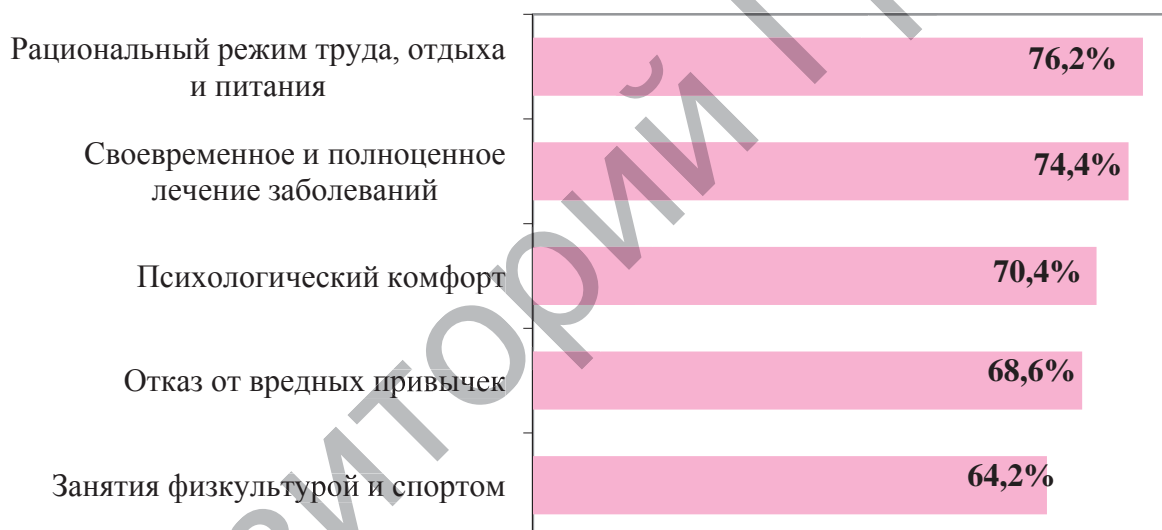 Рациональный режим труда, отдыха
и питания
76,2%
Своевременное и полноценное
лечение заболеваний
74,4%
Психологический комфорт
70,4%
Отказ от вредных привычек
68,6%
Занятия физкультурой и спортом
64,2%